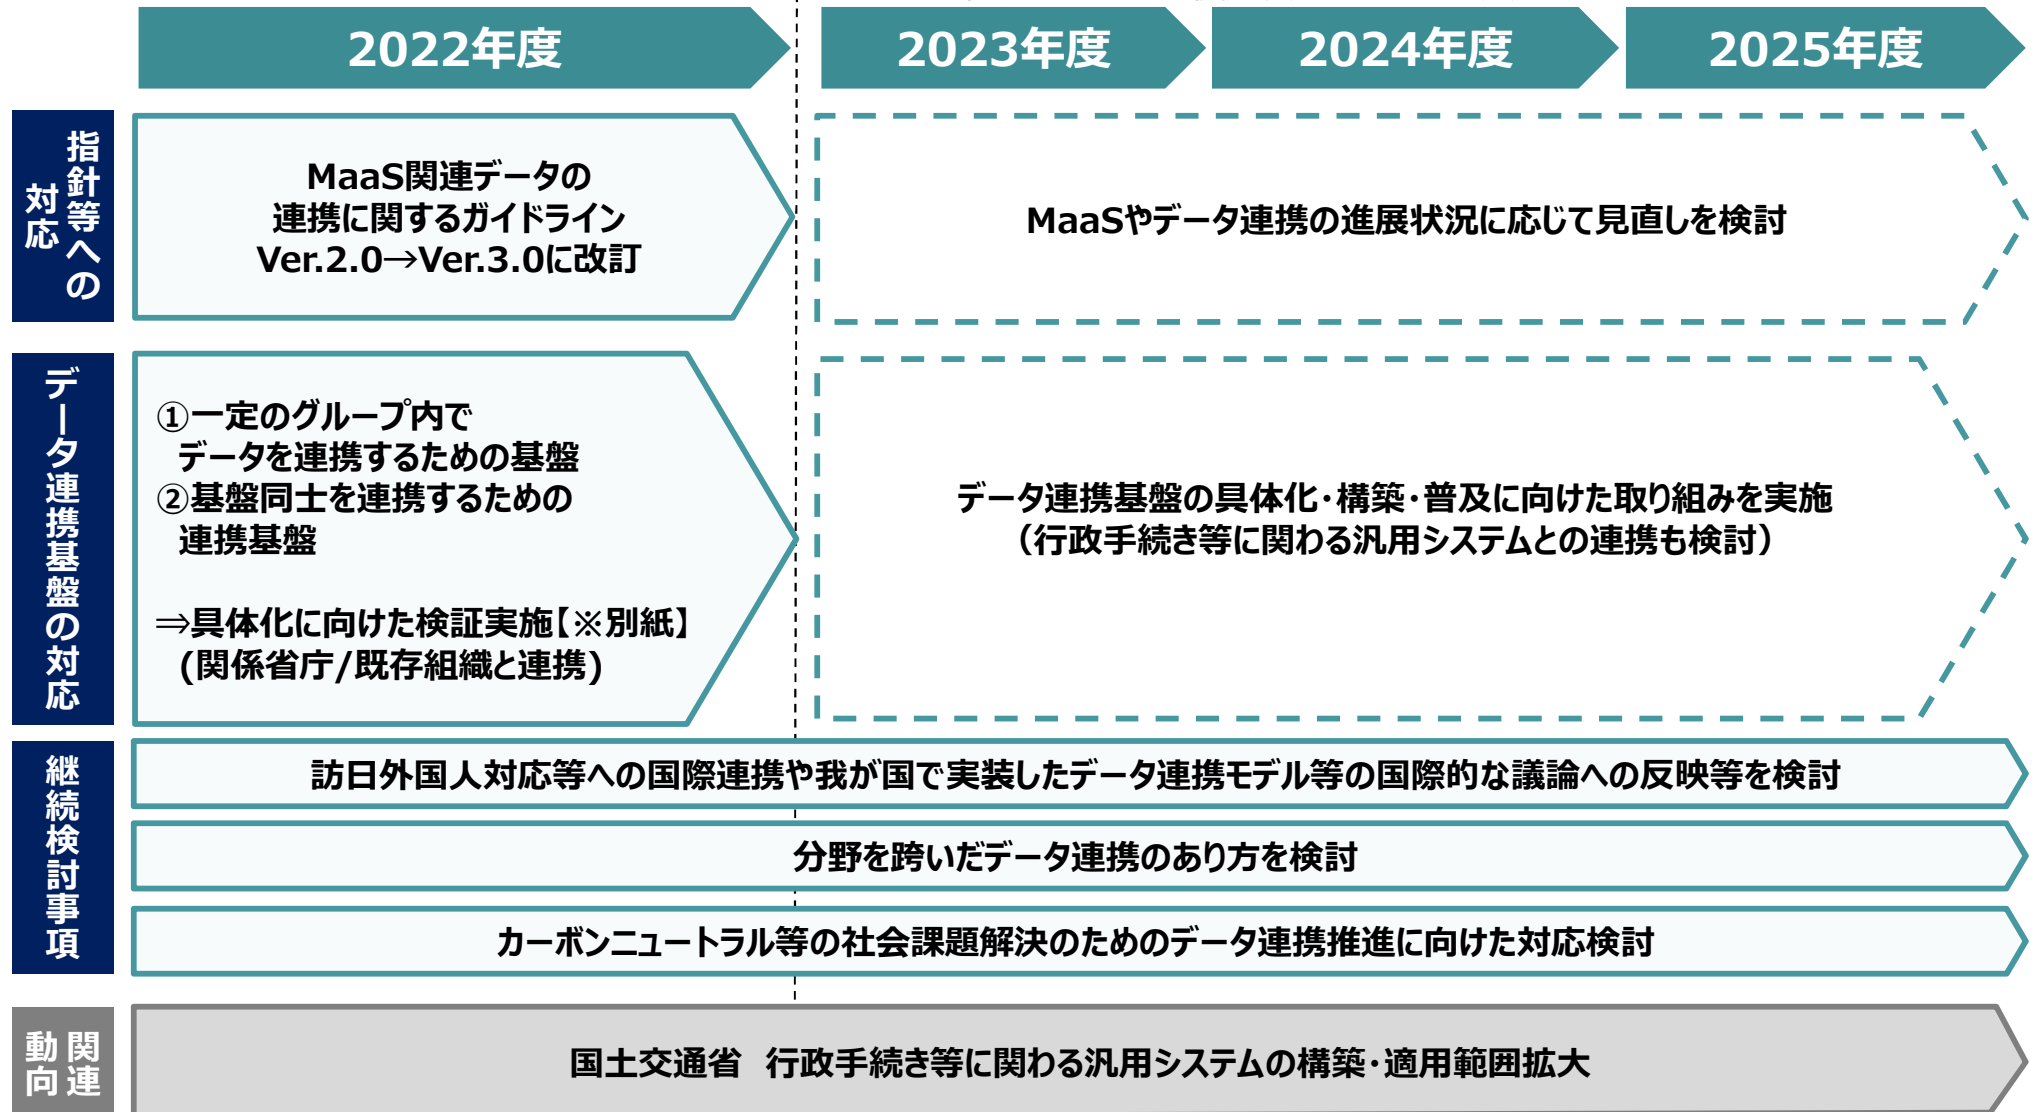 2022年度
2023年度
2024年度
2025年度
指針等への
対応
MaaS関連データの
連携に関するガイドライン
Ver.2.0→Ver.3.0に改訂
MaaSやデータ連携の進展状況に応じて見直しを検討
データ連携基盤の対応
①一定のグループ内で
データを連携するための基盤
②基盤同士を連携するための
連携基盤
⇒具体化に向けた検証実施【※別紙】
(関係省庁/既存組織と連携)
データ連携基盤の具体化・構築・普及に向けた取り組みを実施
（行政手続き等に関わる汎用システムとの連携も検討）
継続検討事項
訪日外国人対応等への国際連携や我が国で実装したデータ連携モデル等の国際的な議論への反映等を検討
分野を跨いだデータ連携のあり方を検討
カーボンニュートラル等の社会課題解決のためのデータ連携推進に向けた対応検討
関連
動向
国土交通省 行政手続き等に関わる汎用システムの構築・適用範囲拡大